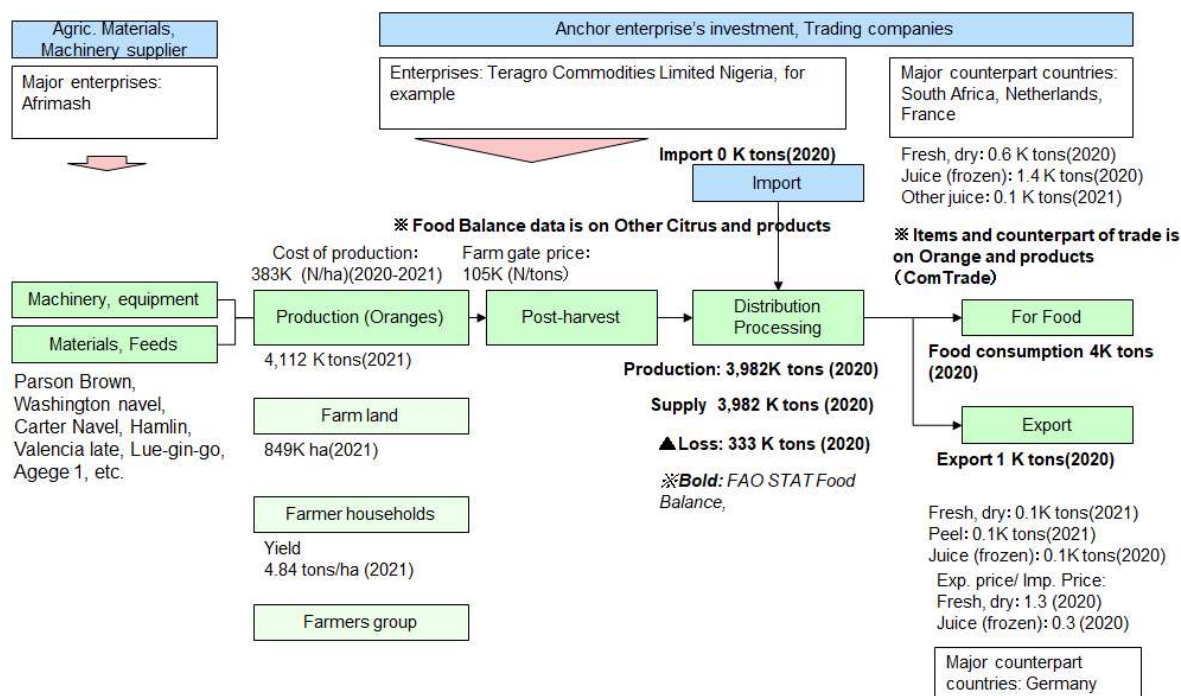 Agric. Materials,
Machinery supplier
Major enterprises:
Afrimash
Anchor enterprise's investment, Trading companies
Enterprises: Teragro Commodities Limited Nigeria, for
example
Major counterpart countries:
South Africa, Netherlands,
France
Import 0 K tons(2020)
Import
Fresh, dry: 0.6 K tons(2020)
Juice (frozen): 1.4 K tons(2020)
Other juice: 0.1 K tons(2021)
※ Food Balance data is on Other Citrus and products
※ Items and counterpart of trade is
on Orange and products
(ComTrade)
Cost of production:
383K (N/ha)(2020-2021)
Farm gate price:
105K (N/tons)
Machinery, equipment
Materials, Feeds
Production (Oranges)
Post-harvest
Distribution
Processing
For Food
4,112 K tons(2021)
Food consumption 4K tons
(2020)
Parson Brown,
Washington navel,
Carter Navel, Hamlin,
Valencia late, Lue-gin-go,
Agege 1, etc.
Production: 3,982K tons (2020)
Supply 3,982 K tons (2020)
▲Loss: 333 K tons (2020)
※Bold: FAO STAT Food
Balance,
Farm land
849K ha(2021)
Export
Export 1 K tons(2020)
Farmer households
Yield
4.84 tons/ha (2021)
Farmers group
Fresh, dry: 0.1K tons(2021)
Peel: 0.1K tons(2021)
Juice (frozen): 0.1K tons(2020)
Exp. price/ Imp. Price:
Fresh, dry: 1.3 (2020)
Juice (frozen): 0.3 (2020)
Major counterpart
countries: Germany